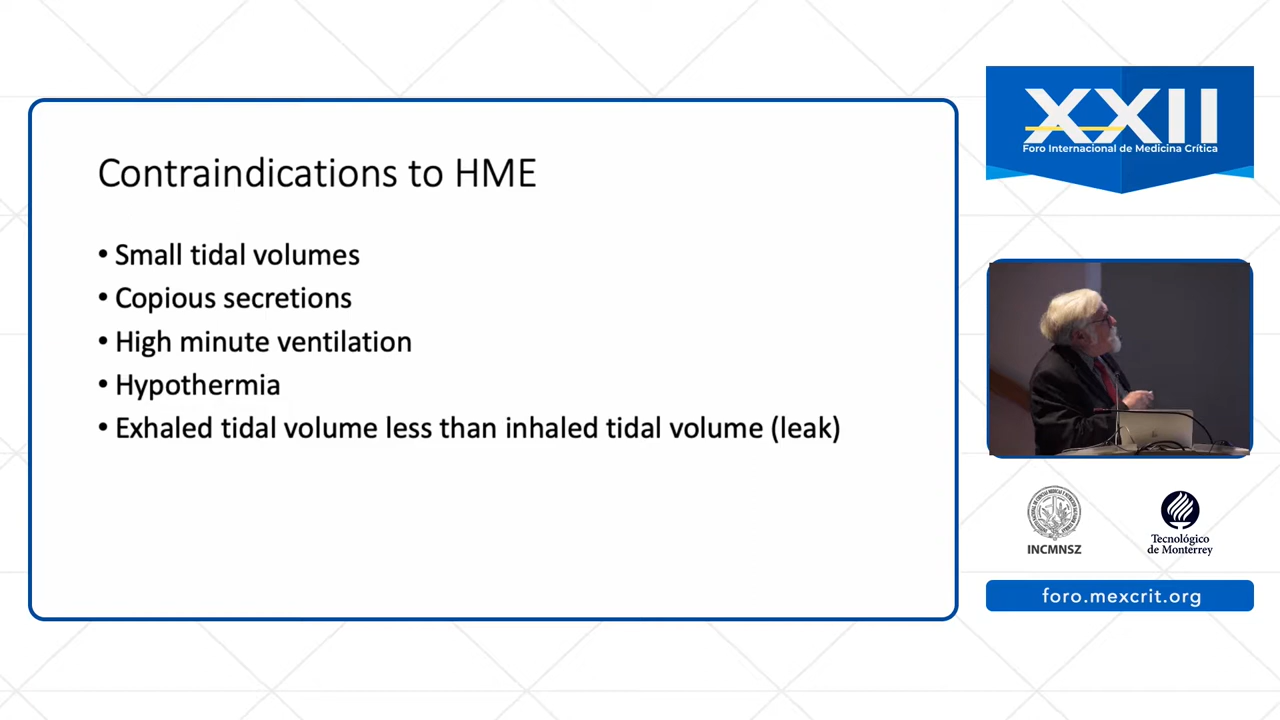 Contraindications to HME
• Small tidal volumes
• Copious secretions
• High minute ventilation
• Hypothermia
• Exhaled tidal volume less than inhaled tidal volume (leak)
XXII
Foro Internacional de Medicina Crítica
INCMNSZ
Tecnológico
de Monterrey
foro.mexcrit.org